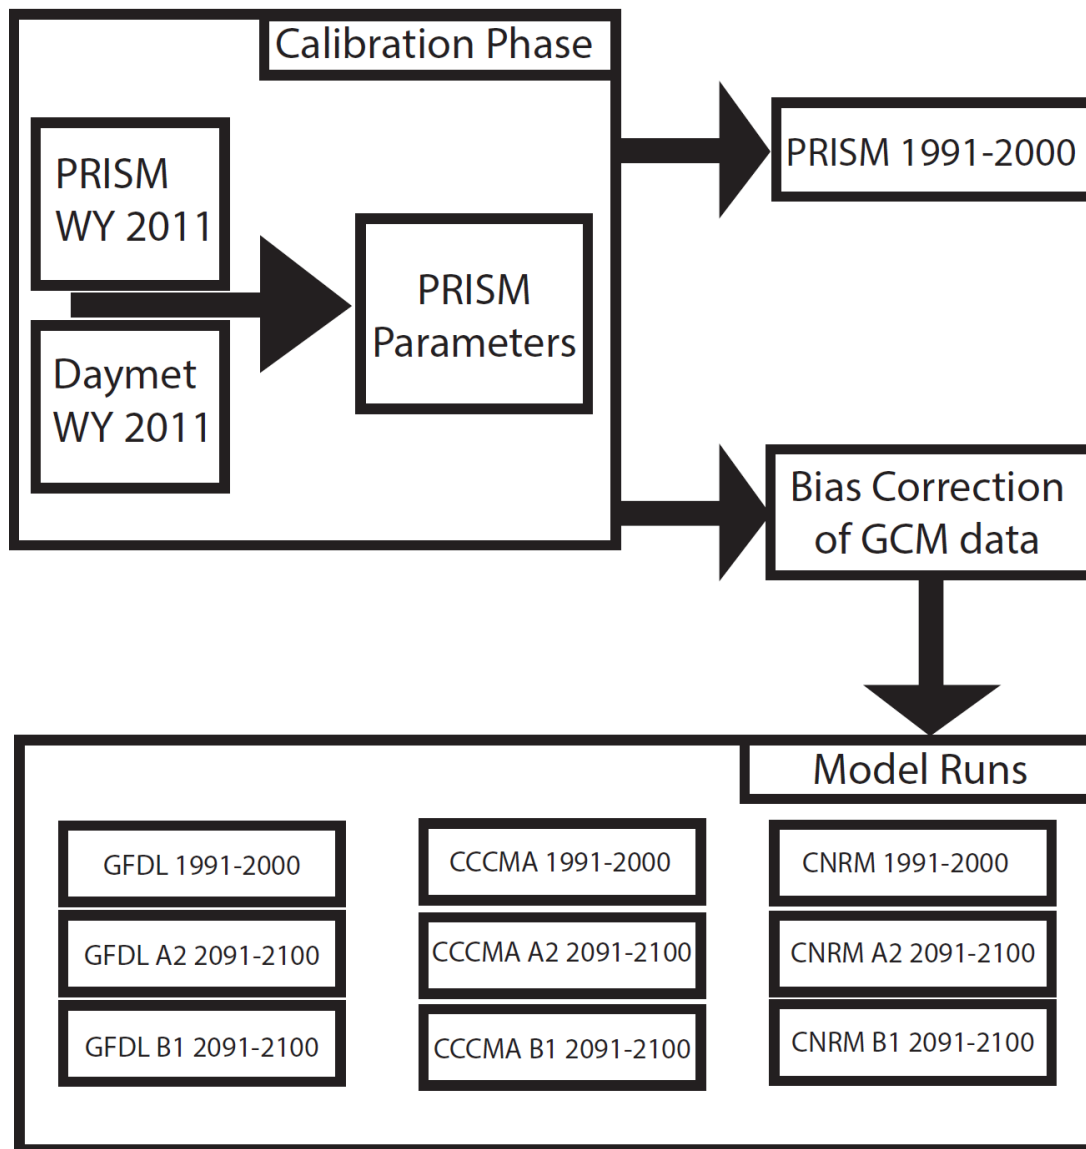 Calibration Phase
PRISM
WY 2011
Daymet
WY 2011
PRISM
Parameters
PRISM 1991-2000
Bias Correction
of GCM data
Model Runs
GFDL 1991-2000
GFDL A2 2091-2100
GFDL B1 2091-2100
CCCMA 1991-2000
CCCMA A2 2091-2100
CCCMA B1 2091-2100
CNRM 1991-2000
CNRM A2 2091-2100
CNRM B1 2091-2100